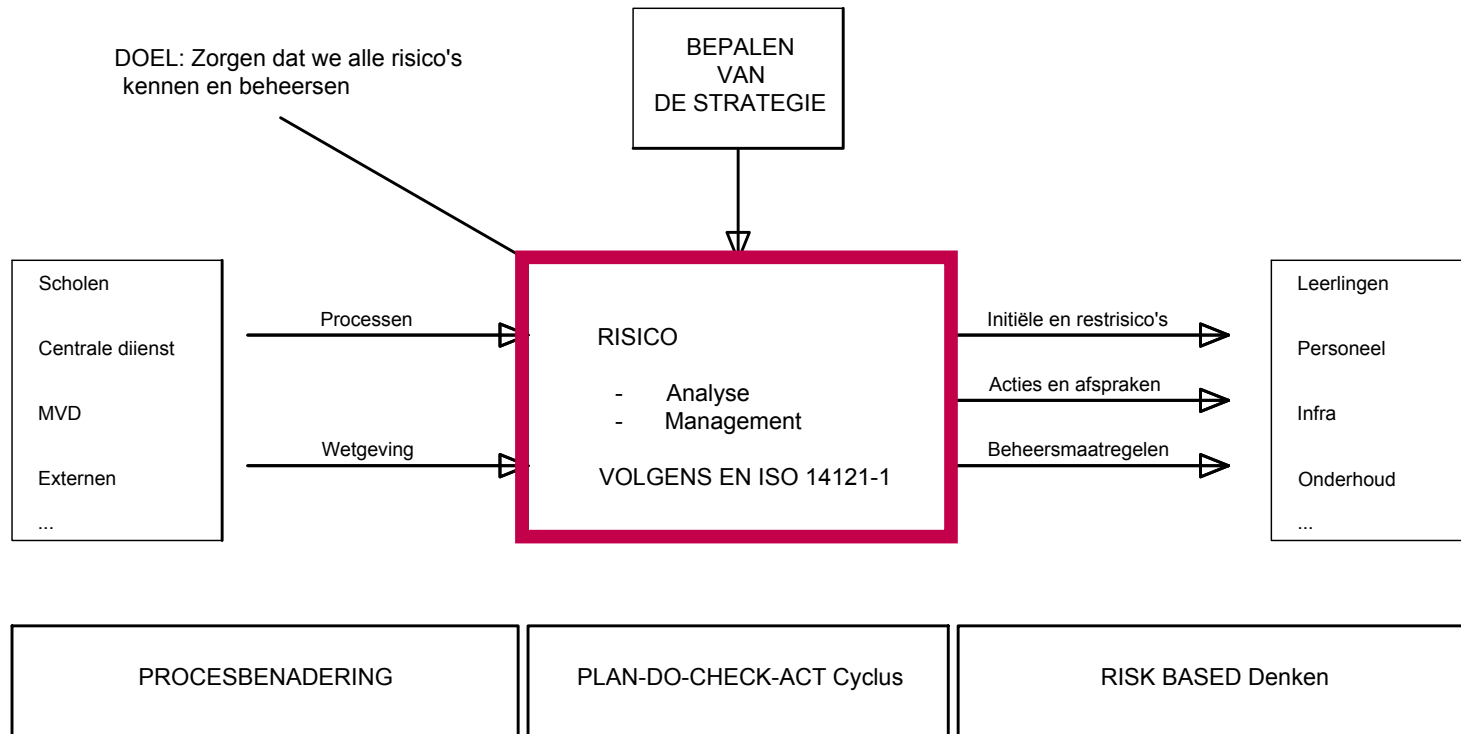 DOEL: Zorgen dat we alle risico's
kennen en beheersen
BEPALEN
VAN
DE STRATEGIE
Scholen
Centrale diienst
MVD
Externen
...
Processen
Wetgeving
RISICO
- Analyse
- Management
VOLGENS EN ISO 14121-1
Initiële en restrisico's
Acties en afspraken
Beheersmaatregelen
Leerlingen
Personeel
Infra
Onderhoud
...
PROCESBENADERING
PLAN-DO-CHECK-ACT Cyclus
RISK BASED Denken